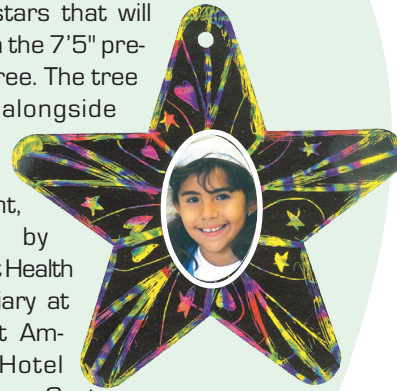 stars that will
the 7'5" pre-
ree. The tree
alongside
nt,
by
Health
iary at
t Am-
Hotel